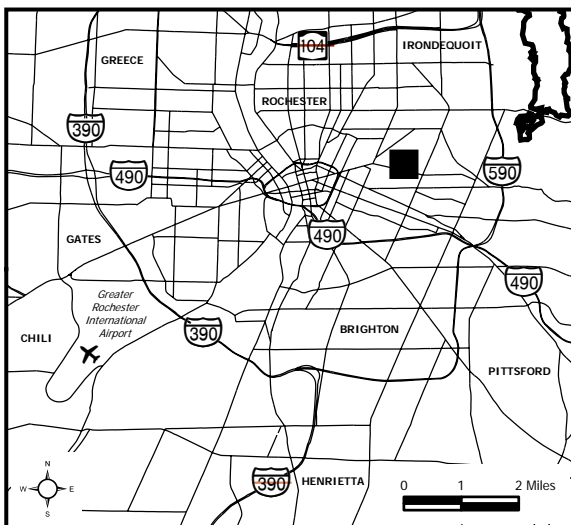 104
IRONDEQUOIT
GREECE
ROCHESTER
390
490
590
GATES
490
490
Greater
Rochester
International
Airport
390
BRIGHTON
CHILI
PITTSFORD
N
W E
S
390
HENRIETTA
0 1 2 Miles